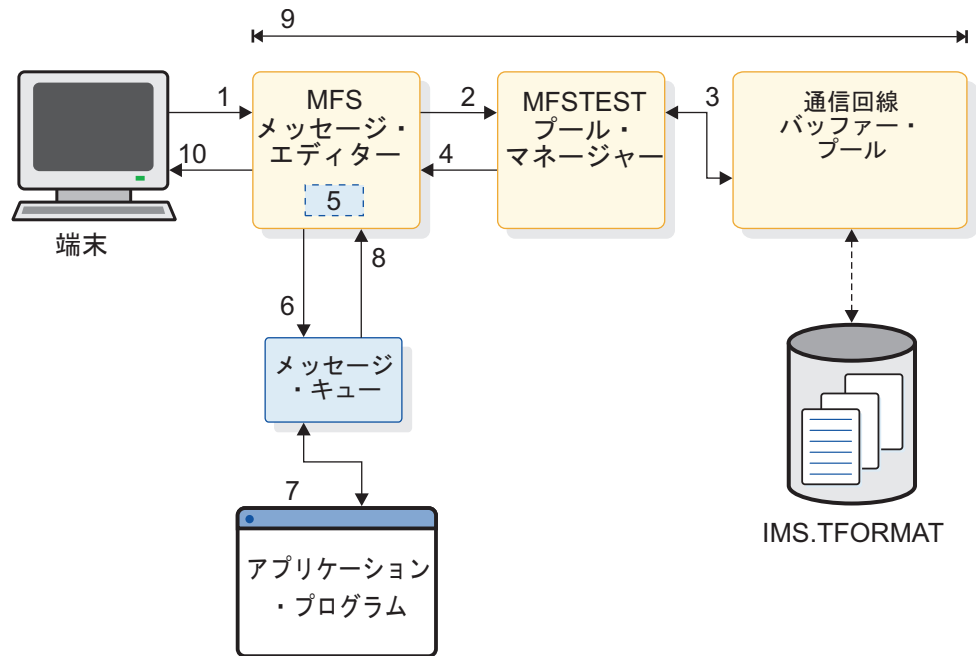 9
1
MFS
メッセージ・
エディター
2
MFSTEST
プール・
マネージャー
3
通信回線
バッファー・
プール
10
4
5
端末
6
8
メッセージ
・キュー
7
アプリケーション
・プログラム
IMS.TFORMAT